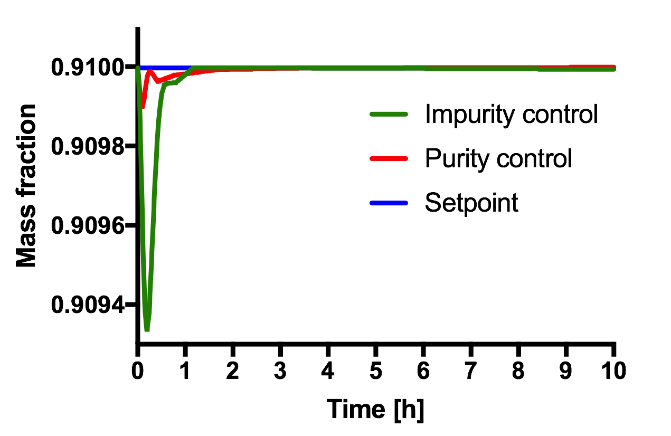 0.9100
0.9098
0.9096
0.9094
Mass fraction
Impurity control
Purity control
Setpoint
0 1 2 3 4 5 6 7 8 9 10
Time [h]